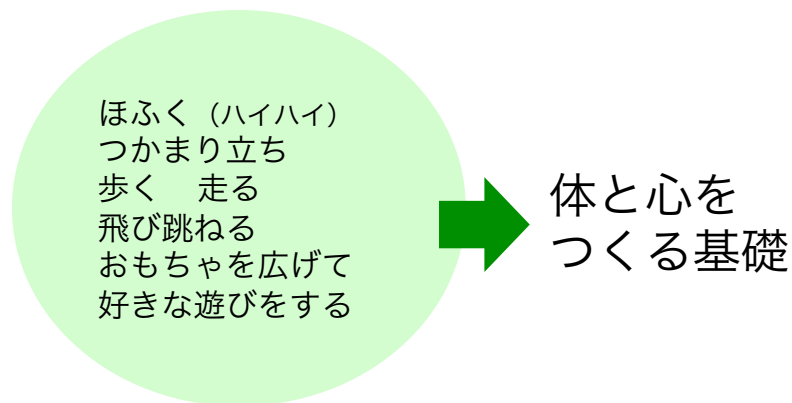 ほふく（ハイハイ）
つかまり立ち
歩く　走る
飛び跳ねる
おもちゃを広げて
好きな遊びをする
体と心を
つくる基礎